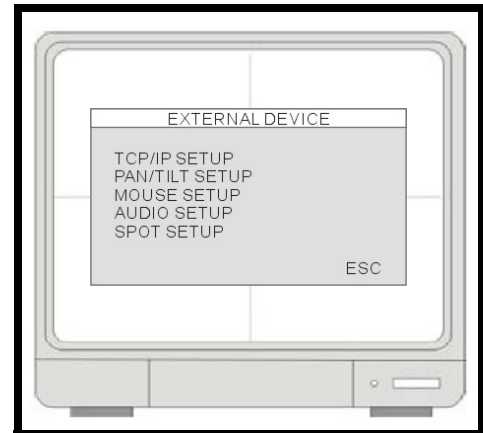 EXTERNAL DEVICE
TCP/IP SETUP
PAN/TILT SETUP
MOUSE SETUP
AUDIO SETUP
SPOT SETUP
ESC